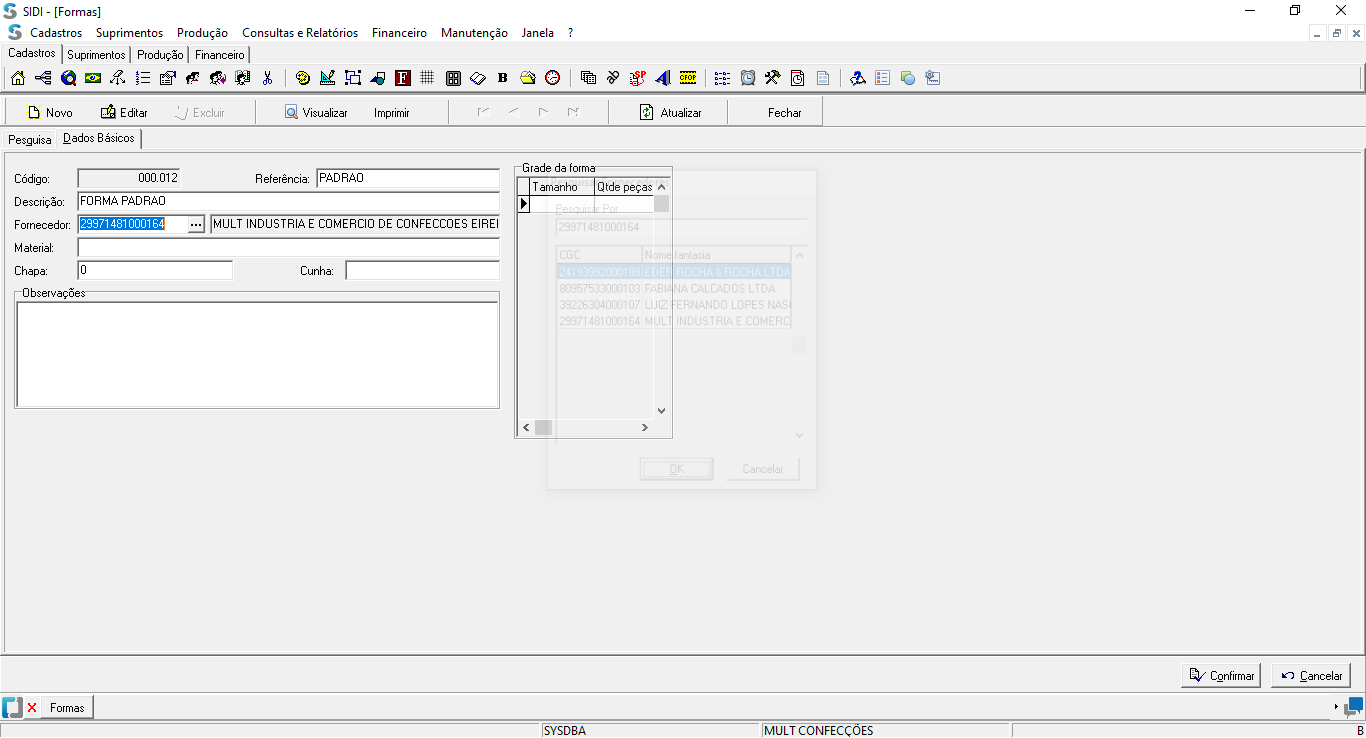 SIDI - [Formas]
Cadastros Suprimentos Produção Consultas e Relatórios Financeiro Manutenção Janela ?
Cadastros Suprimentos Produção Financeiro
B SP CFOP
Novo Editar Excluir Visualizar Imprimir Atualizar Fechar
Pesquisa Dados Básicos
Código: 000.012 Referência: PADRAO
Descrição: FORMA PADRAO
Fornecedor: 29971481000164 ... MULT INDUSTRIA E COMERCIO DE CONFECCOES EIREI
Material:
Chapa: 0 Cunha:
Observações
Grade da forma
Tamanho Qtde peças
Pesquisar Por
29971481000164
CGC Nome fantasia
24193992000189 EDER ROCHA & ROCHA LTDA
80957533000103 FABIANA CALCADOS LTDA
39226304000107 LUIZ FERNANDO LOPES NAS
29971481000164 MULT INDUSTRIA E COMERC
OK Cancelar
Confirmar Cancelar
Formas
SYSDBA MULT CONFECÇÕES B